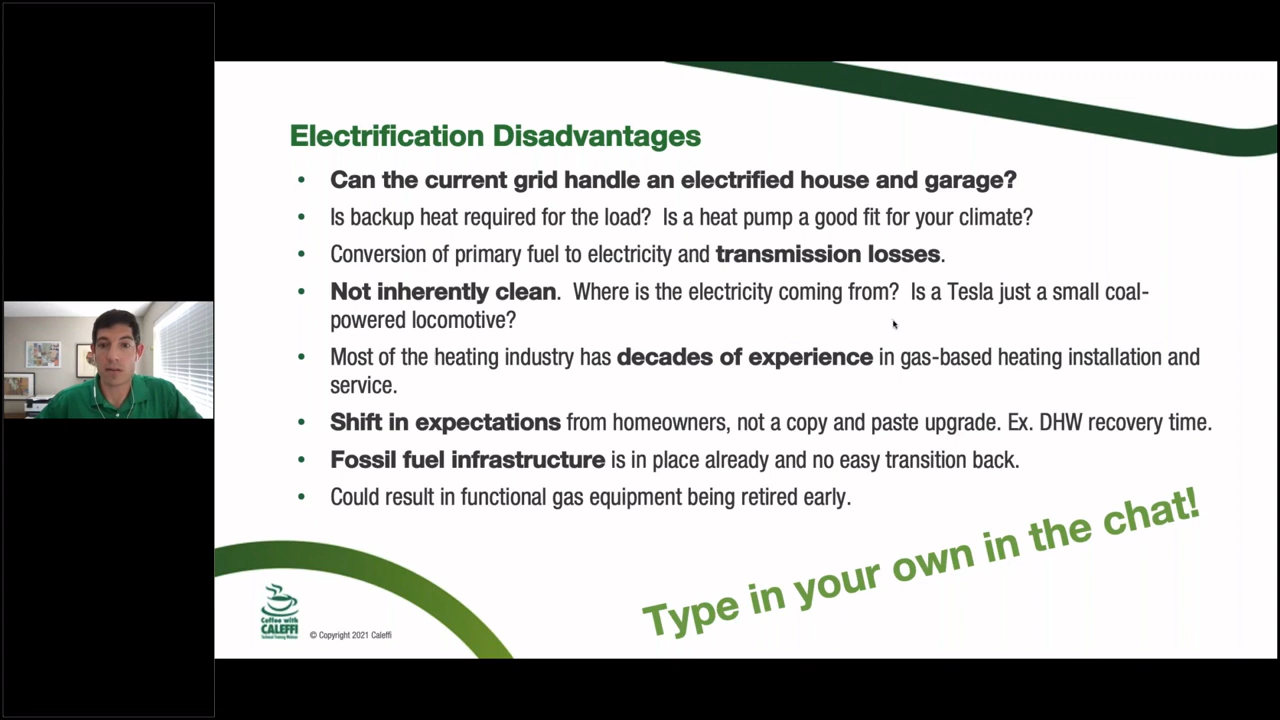 Electrification Disadvantages
• Can the current grid handle an electrified house and garage?
• Is backup heat required for the load? Is a heat pump a good fit for your climate?
• Conversion of primary fuel to electricity and transmission losses.
• Not inherently clean. Where is the electricity coming from? Is a Tesla just a small coal-
powered locomotive?
• Most of the heating industry has decades of experience in gas-based heating installation and
service.
• Shift in expectations from homeowners, not a copy and paste upgrade. Ex. DHW recovery time.
• Fossil fuel infrastructure is in place already and no easy transition back.
• Could result in functional gas equipment being retired early.
Type in your own in the chat!
Coffee with
CALEFFI
Technical Training Webinar
© Copyright 2021 Caleffi